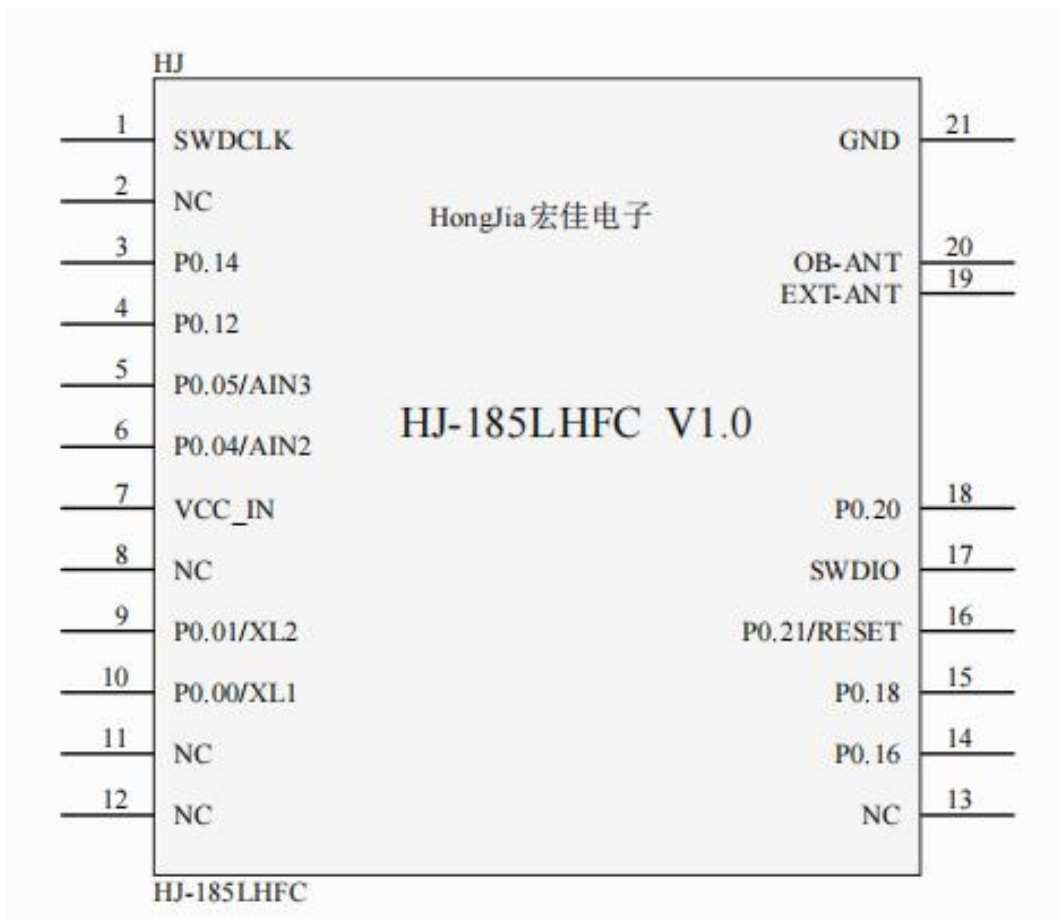 HJ
1 SWDCLK GND 21
2 NC
HongJia宏佳电子
3 P0.14 OB-ANT 20
EXT-ANT 19
4 P0.12
5 P0.05/AIN3
HJ-185LHFC V1.0
6 P0.04/AIN2
7 VCC_IN P0.20 18
8 NC SWDIO 17
9 P0.01/XL2 P0.21/RESET 16
10 P0.00/XL1 P0.18 15
11 NC P0.16 14
12 NC NC 13
HJ-185LHFC